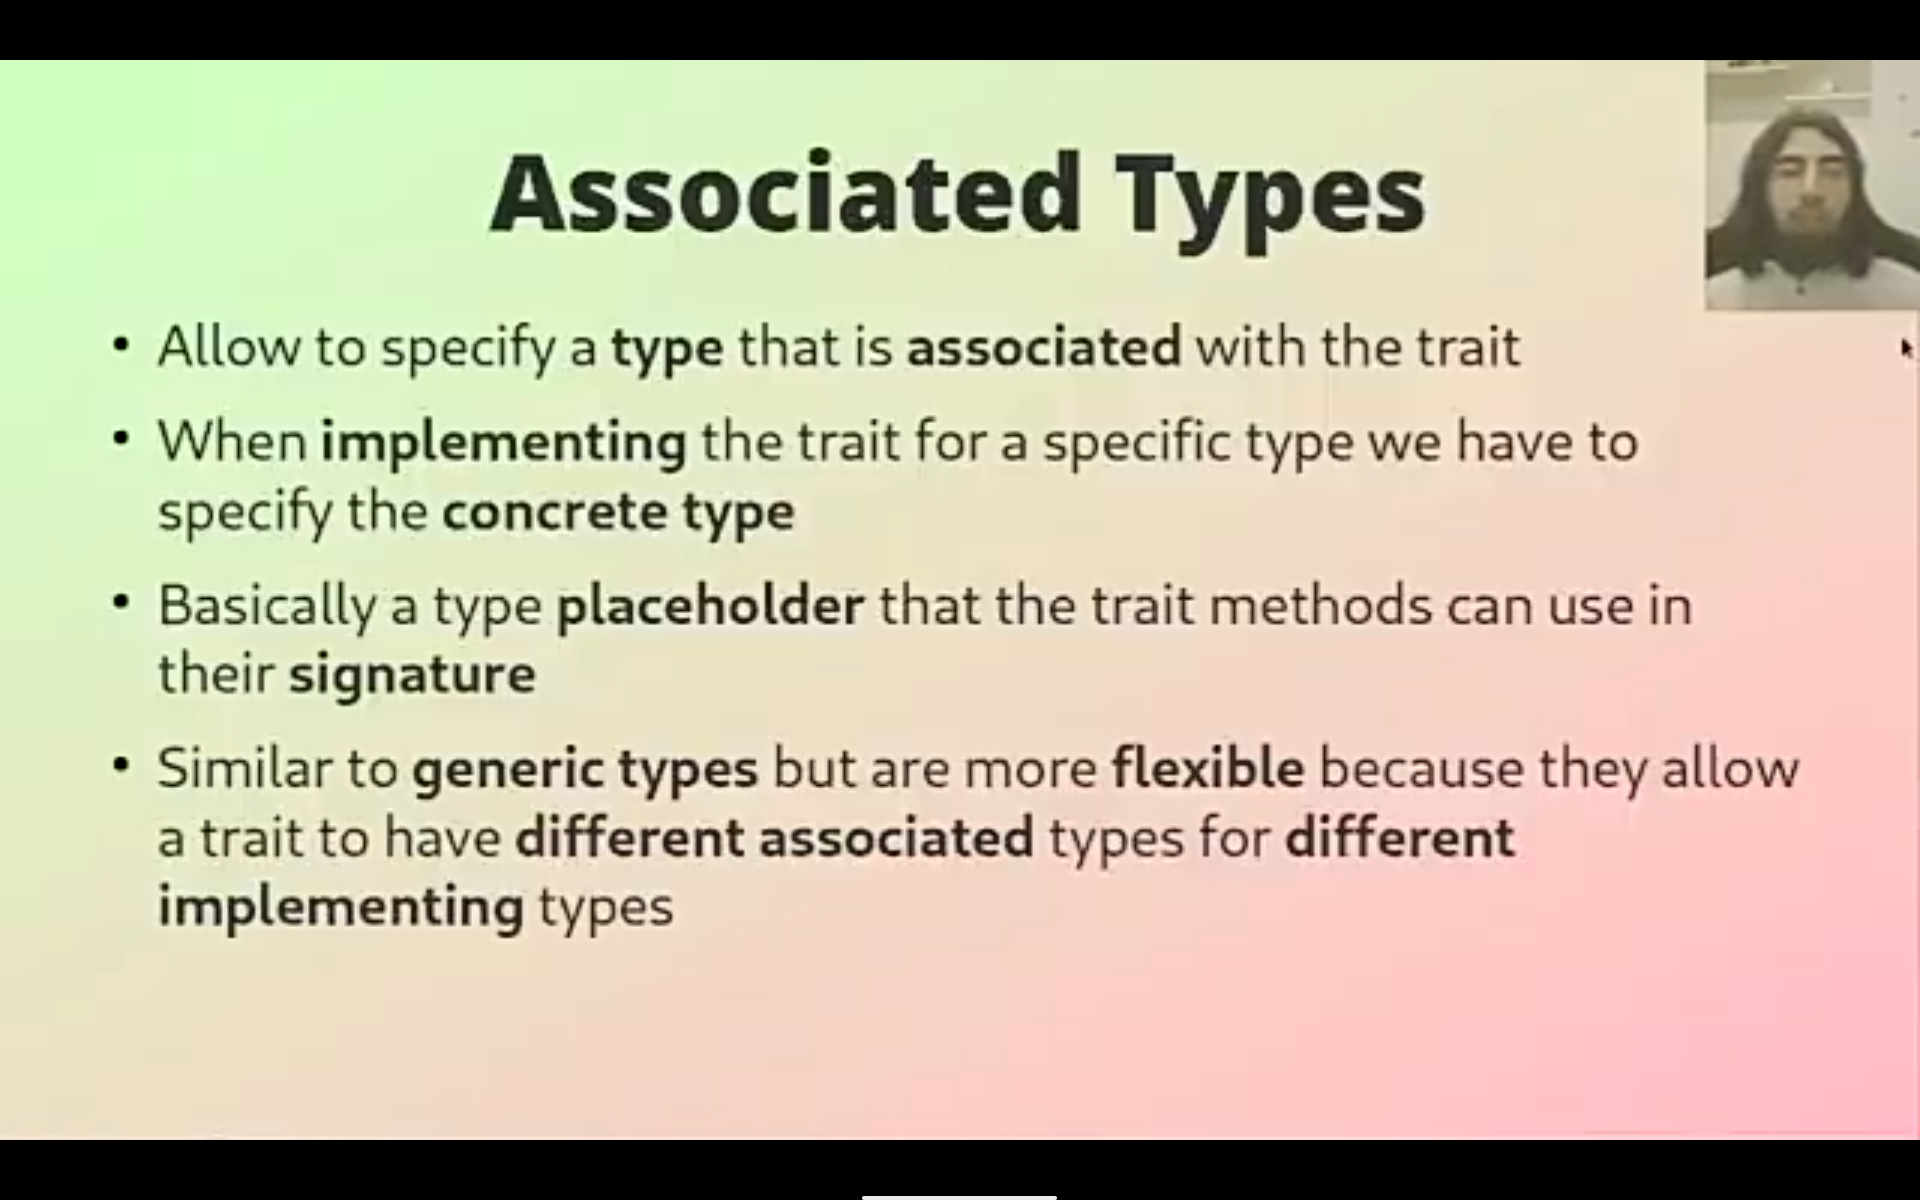 Associated Types
• Allow to specify a type that is associated with the trait
• When implementing the trait for a specific type we have to
specify the concrete type
• Basically a type placeholder that the trait methods can use in
their signature
• Similar to generic types but are more flexible because they allow
a trait to have different associated types for different
implementing types